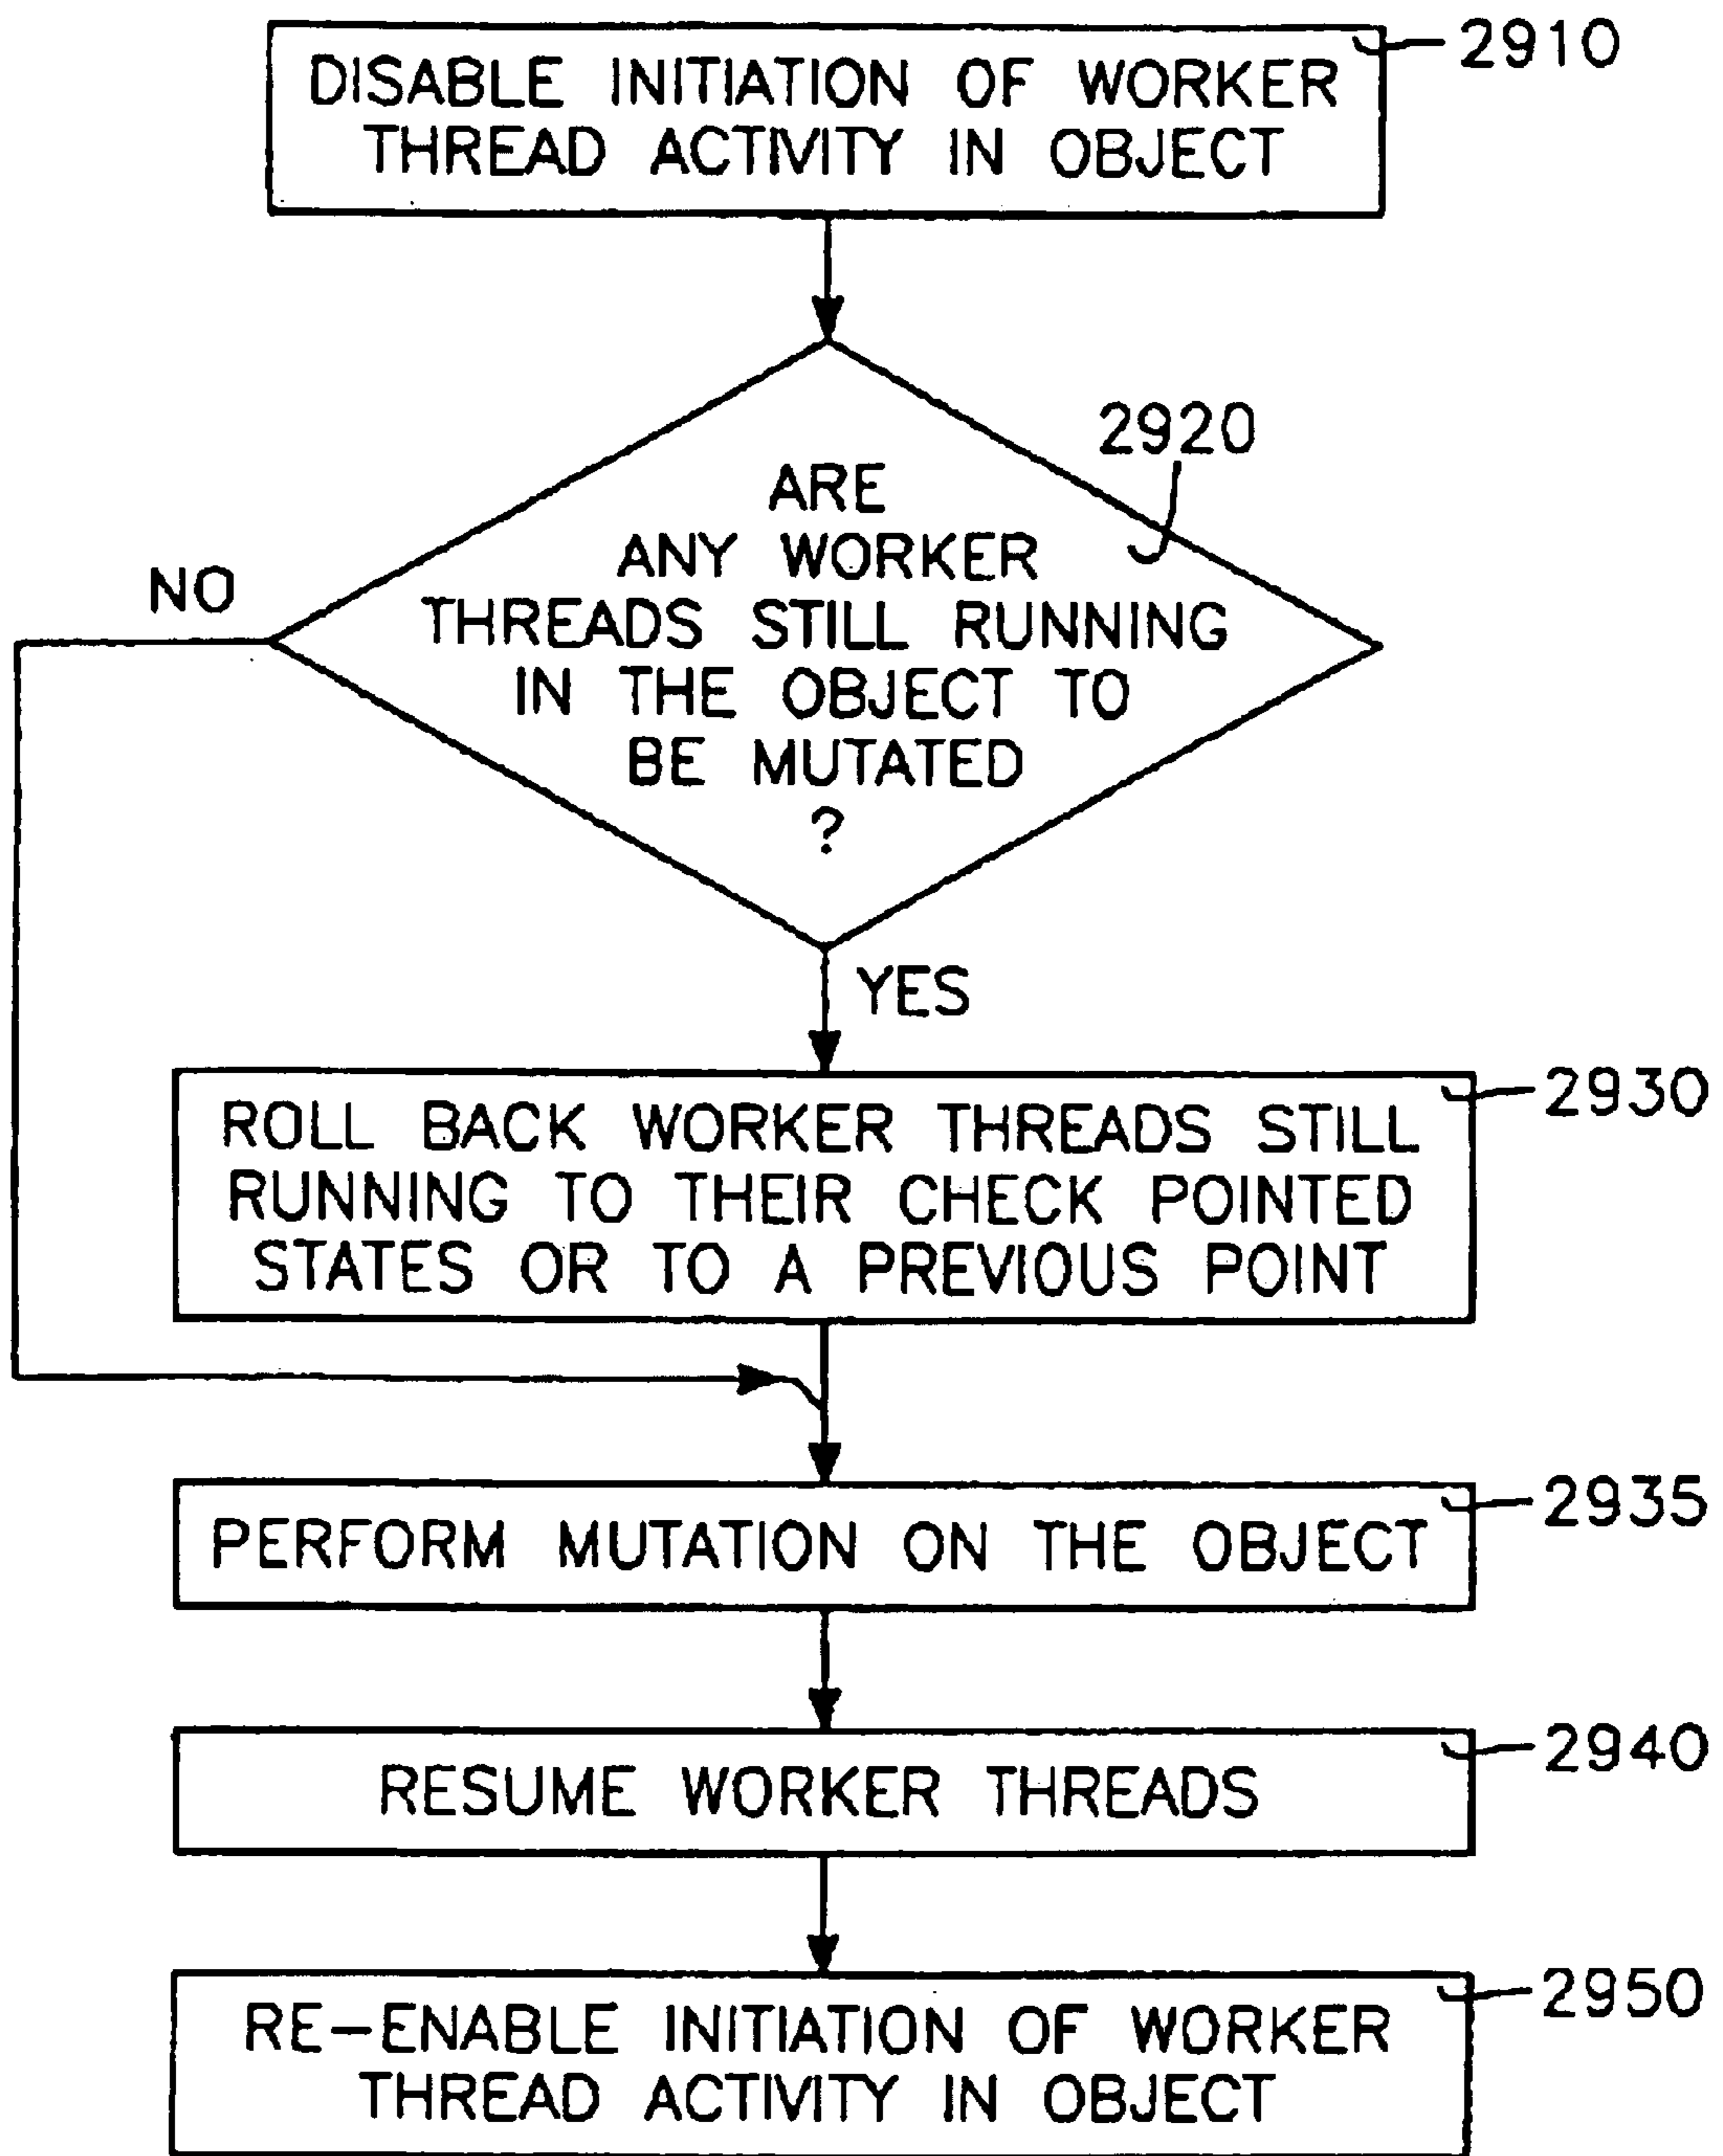 DISABLE INITIATION OF WORKER
THREAD ACTIVITY IN OBJECT
2910
2920
ARE
ANY WORKER
THREADS STILL RUNNING
IN THE OBJECT TO
BE MUTATED
?
NO
YES
ROLL BACK WORKER THREADS STILL
RUNNING TO THEIR CHECK POINTED
STATES OR TO A PREVIOUS POINT
2930
PERFORM MUTATION ON THE OBJECT
2935
RESUME WORKER THREADS
2940
RE-ENABLE INITIATION OF WORKER
THREAD ACTIVITY IN OBJECT
2950